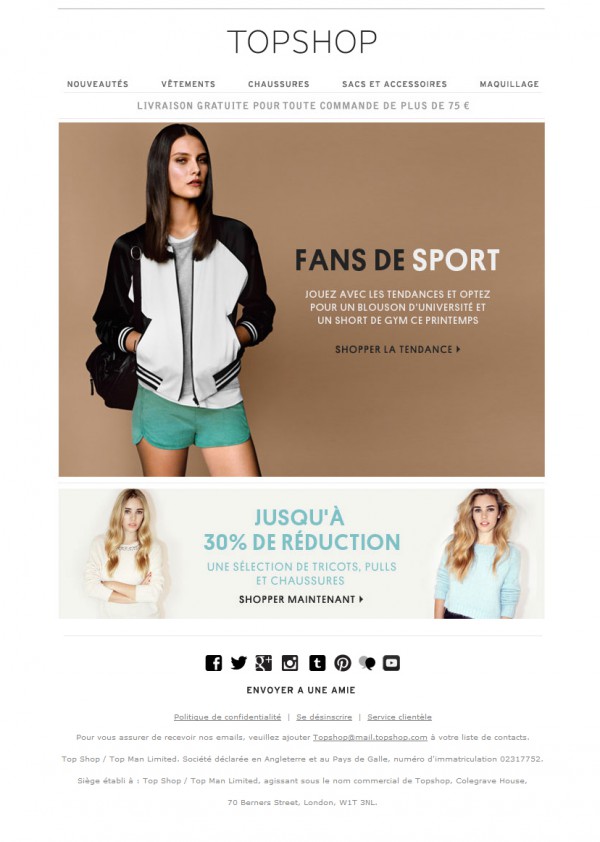 TOPSHOP
NOUVEAUTÉS VÊTEMENTS CHAUSSURES SACS ET ACCESSOIRES MAQUILLAGE
LIVRAISON GRATUITE POUR TOUTE COMMANDE DE PLUS DE 75 €
FANS DE SPORT
JOUEZ AVEC LES TENDANCES ET OPTEZ
POUR UN BLOUSON D'UNIVERSITÉ ET
UN SHORT DE GYM CE PRINTEMPS
SHOPPER LA TENDANCE
JUSQU'À
30% DE RÉDUCTION
UNE SÉLECTION DE TRICOTS, PULLS
ET CHAUSSURES
SHOPPER MAINTENANT
ENVOYER A UNE AMIE
Politique de confidentialité | Se désinscrire | Service clientèle
Pour vous assurer de recevoir nos emails, veuillez ajouter Topshop@mail.topshop.com à votre liste de contacts.
Top Shop / Top Man Limited. Société déclarée en Angleterre et au Pays de Galle, numéro d'immatriculation 02317752.
Siège établi à : Top Shop / Top Man Limited, agissant sous le nom commercial de Topshop, Colegrave House,
70 Berners Street, London, W1T 3NL.